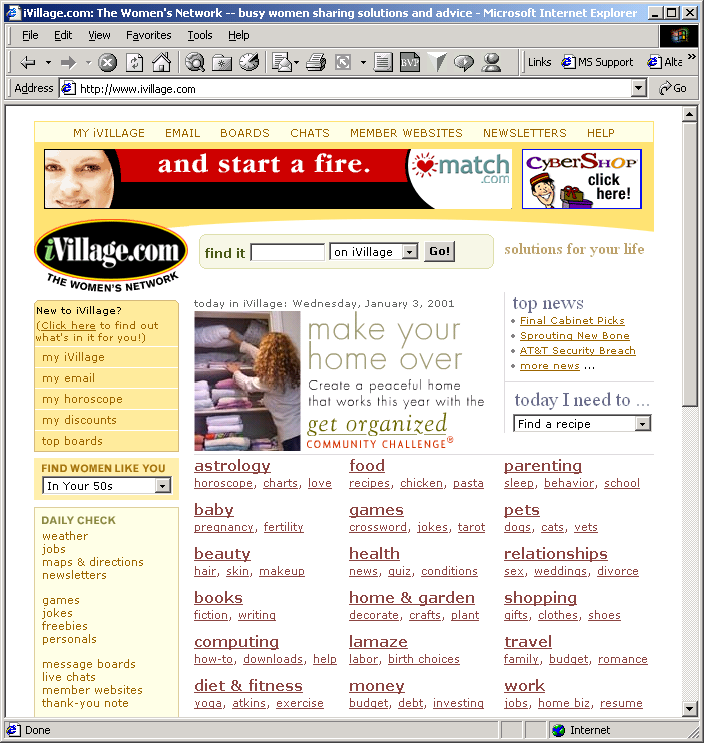 iVillage.com: The Women's Network -- busy women sharing solutions and advice - Microsoft Internet Explorer
File Edit View Favorites Tools Help
BVP Links MS Support Alta »
Address http://www.ivillage.com Go
MY iVILLAGE EMAIL BOARDS CHATS MEMBER WEBSITES NEWSLETTERS HELP
and start a fire. match.com
CYBERSHOP click here!
iVillage.com
THE WOMEN'S NETWORK
find it on iVillage Go!
solutions for your life
New to iVillage?
(Click here to find out
what's in it for you!)
my iVillage
my email
my horoscope
my discounts
top boards
FIND WOMEN LIKE YOU
In Your 50s
DAILY CHECK
weather
jobs
maps & directions
newsletters
games
jokes
freebies
personals
message boards
live chats
member websites
thank-you note
today in iVillage: Wednesday, January 3, 2001
make your
home over
Create a peaceful home
that works this year with the
get organized
COMMUNITY CHALLENGE®
top news
• Final Cabinet Picks
• Sprouting New Bone
• AT&T Security Breach
• more news ...
today I need to ...
Find a recipe
astrology food parenting
horoscope, charts, love recipes, chicken, pasta sleep, behavior, school
baby games pets
pregnancy, fertility crossword, jokes, tarot dogs, cats, vets
beauty health relationships
hair, skin, makeup news, quiz, conditions sex, weddings, divorce
books home & garden shopping
fiction, writing decorate, crafts, plant gifts, clothes, shoes
computing lamaze travel
how-to, downloads, help labor, birth choices family, budget, romance
diet & fitness money work
yoga, atkins, exercise budget, debt, investing jobs, home biz, resume
Done Internet